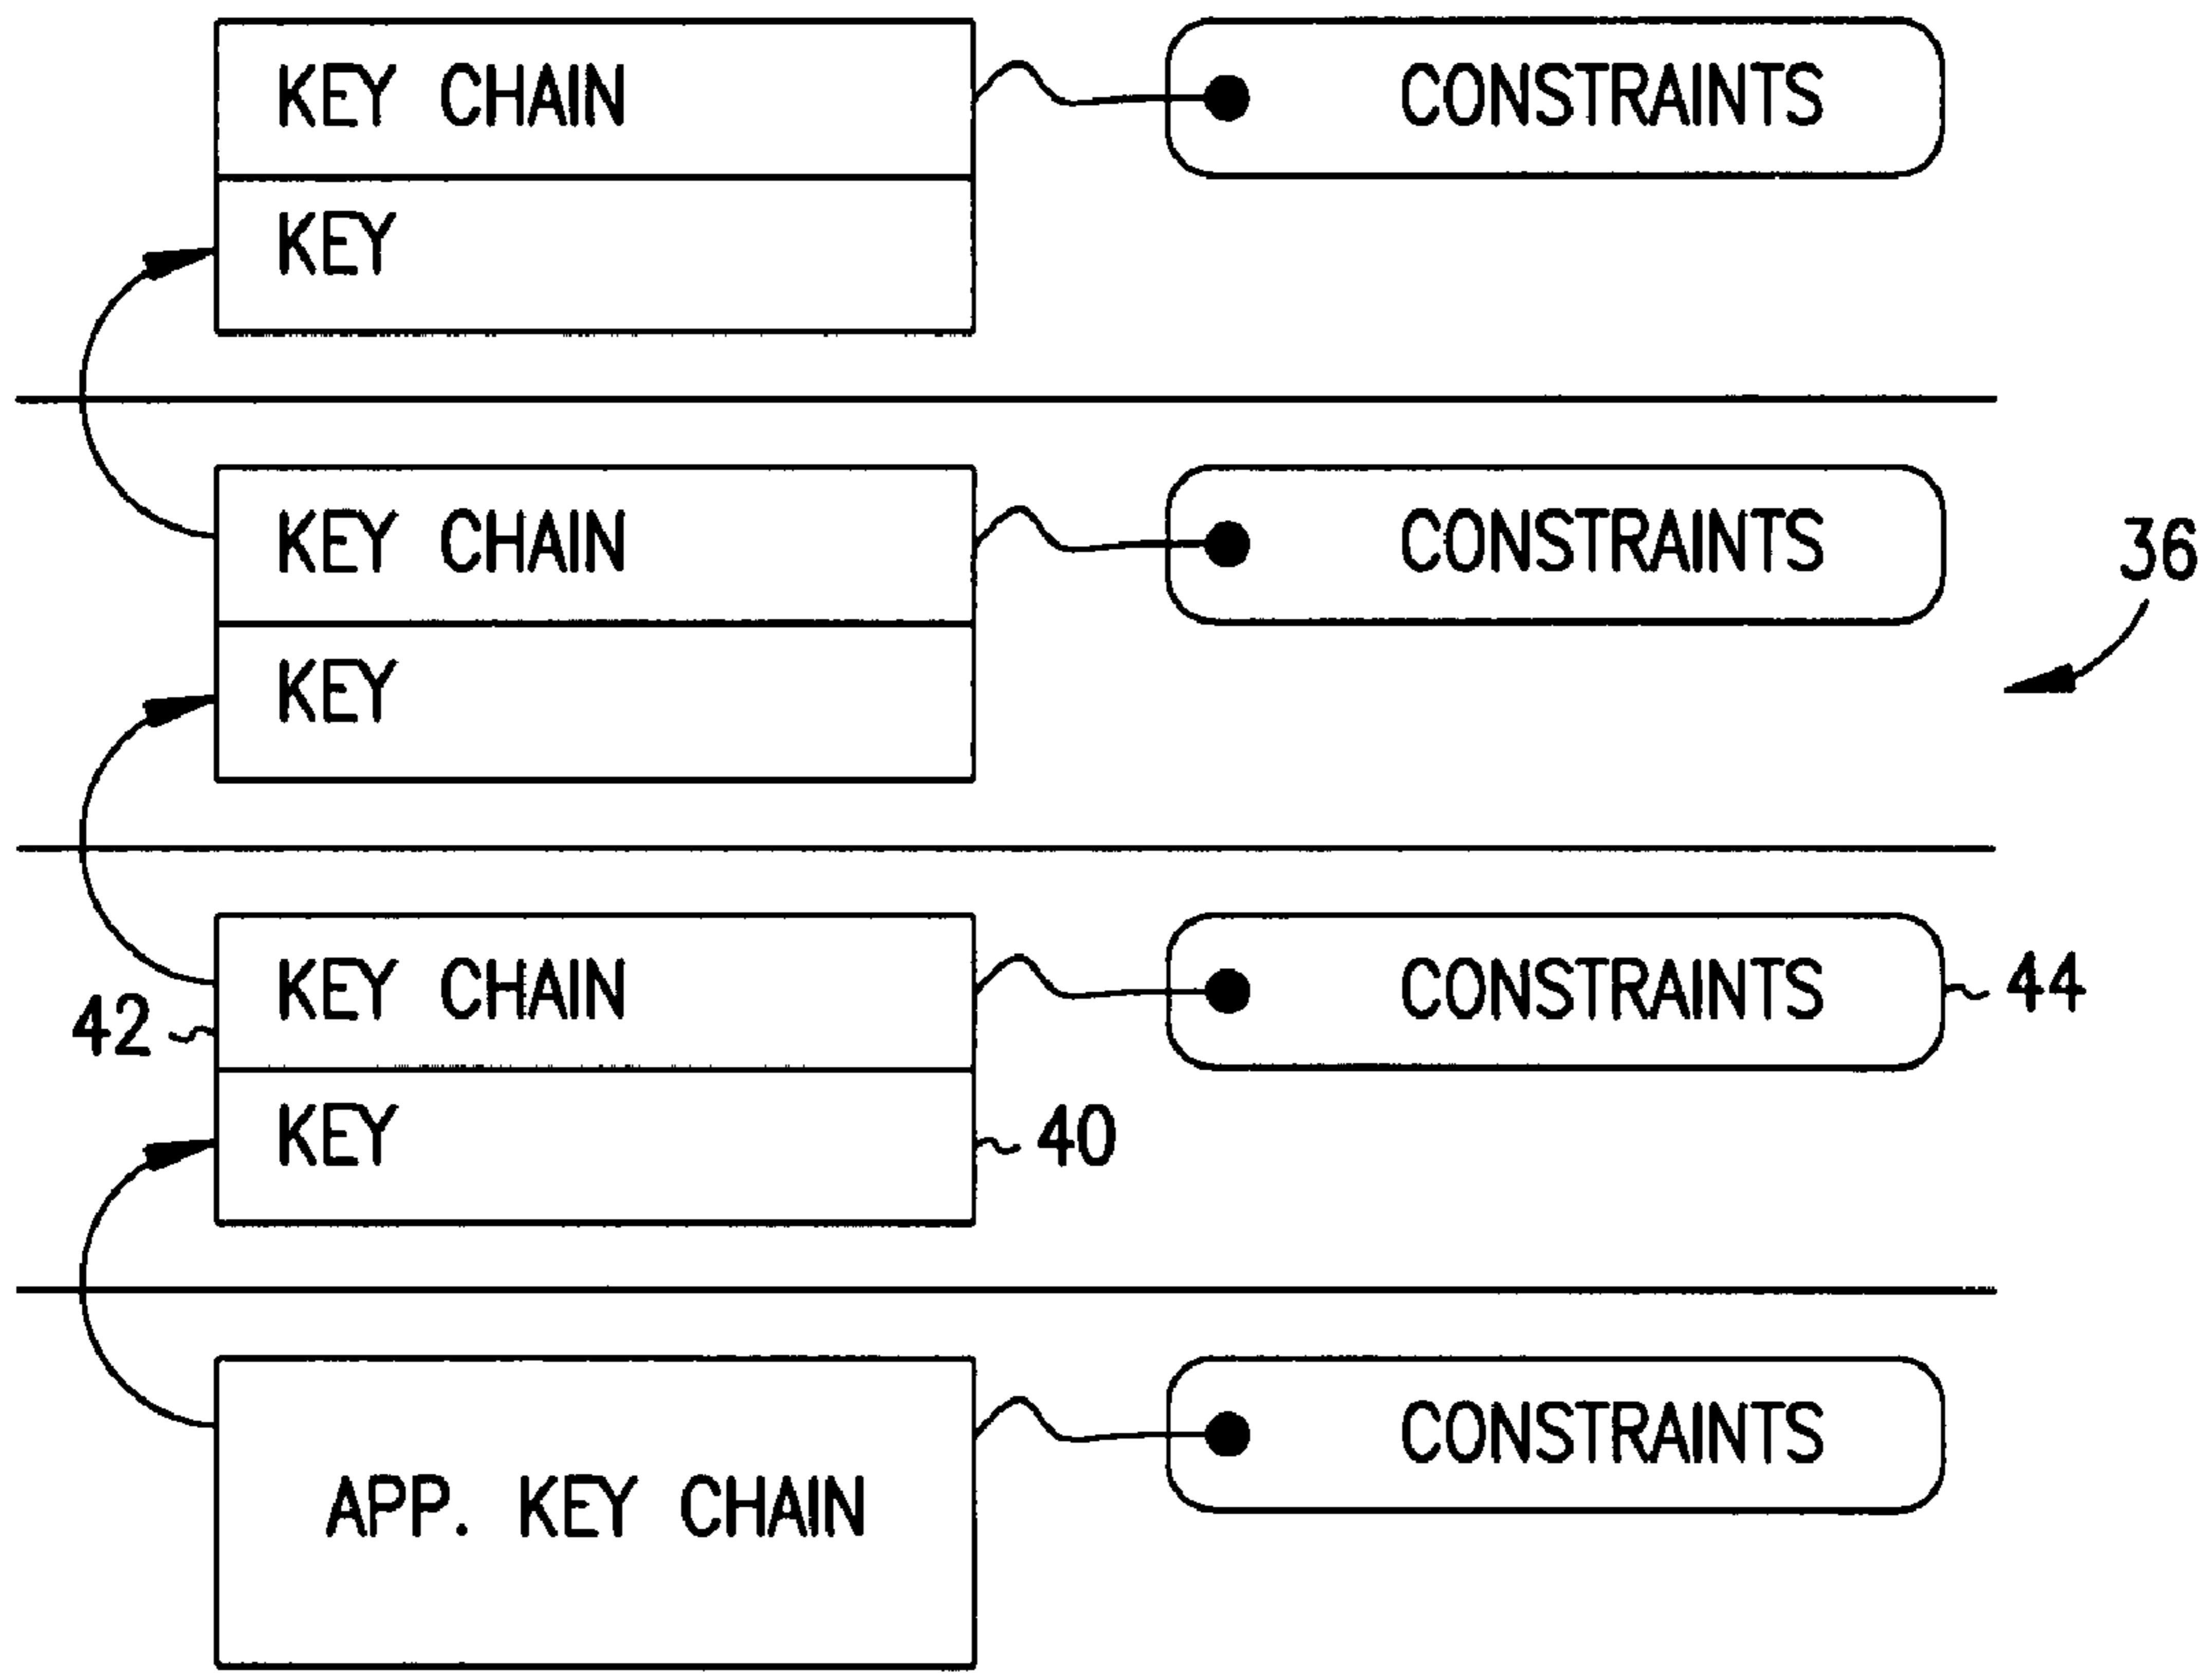 KEY CHAIN
CONSTRAINTS
KEY
KEY CHAIN
CONSTRAINTS
36
KEY
KEY CHAIN
CONSTRAINTS
44
42
KEY
40
CONSTRAINTS
APP. KEY CHAIN